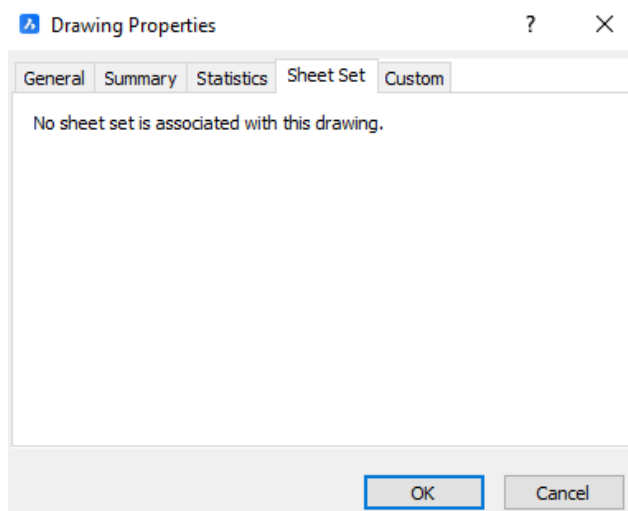 Drawing Properties ?
General Summary Statistics Sheet Set Custom
No sheet set is associated with this drawing.
OK Cancel